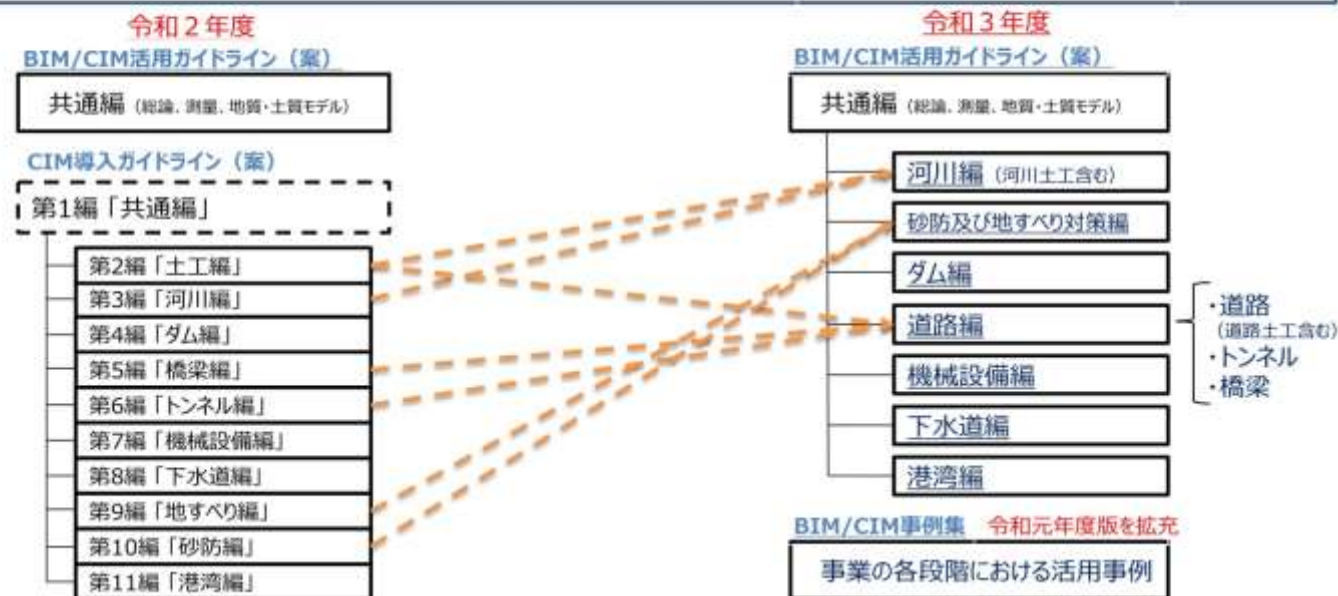 令和２年度
BIM/CIM活用ガイドライン（案）
共通編（総論、測量、地質・土質モデル）
CIM導入ガイドライン（案）
第1編「共通編」
第2編「土工編」
第3編「河川編」
第4編「ダム編」
第5編「橋梁編」
第6編「トンネル編」
第7編「機械設備編」
第8編「下水道編」
第9編「地すべり編」
第10編「砂防編」
第11編「港湾編」
令和３年度
BIM/CIM活用ガイドライン（案）
共通編（総論、測量、地質・土質モデル）
河川編（河川土工含む）
砂防及び地すべり対策編
ダム編
道路編
機械設備編
下水道編
港湾編
・道路
（道路土工含む）
・トンネル
・橋梁
BIM/CIM事例集　令和元年度版を拡充
事業の各段階における活用事例